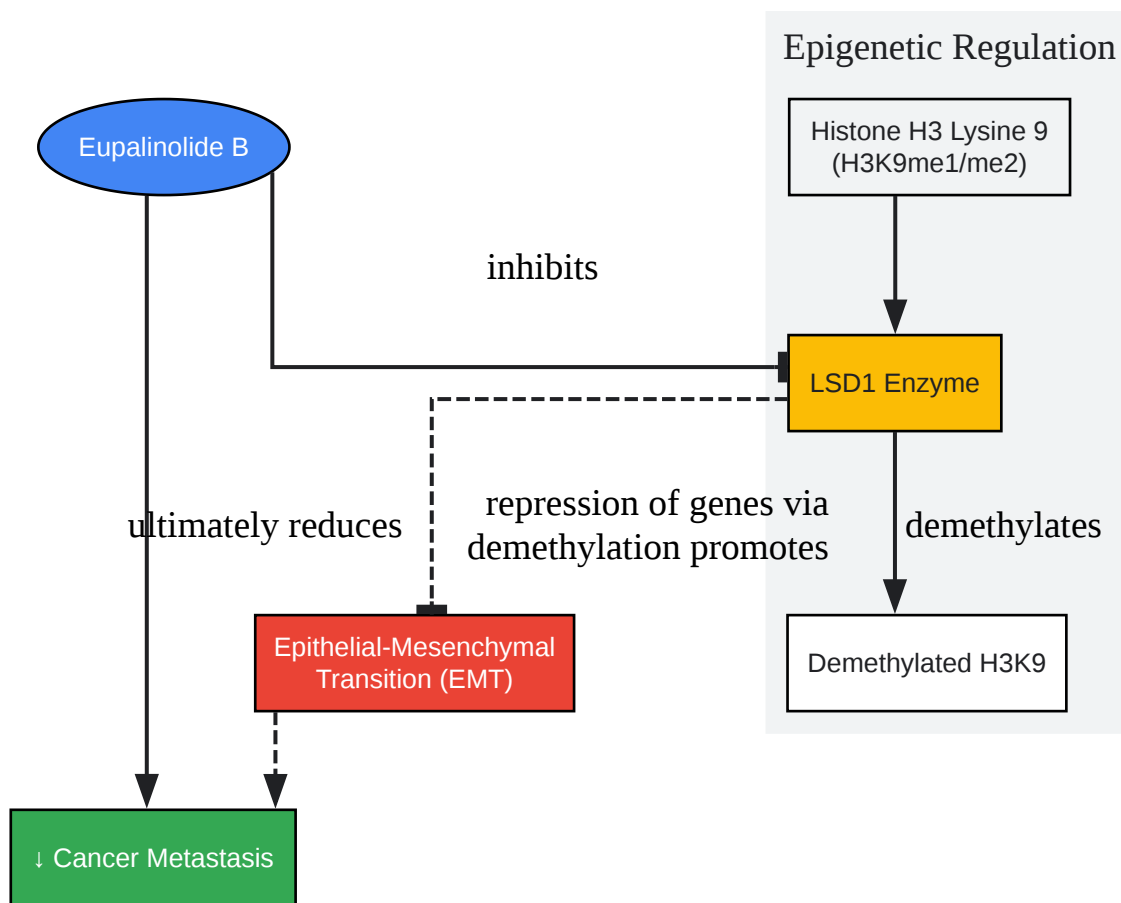 Epigenetic Regulation
Eupalinolide B
Histone H3 Lysine 9
(H3K9me1/me2)
inhibits
LSD1 Enzyme
ultimately reduces
repression of genes via
demethylation promotes
demethylates
Epithelial-Mesenchymal
Transition (EMT)
Demethylated H3K9
↓ Cancer Metastasis